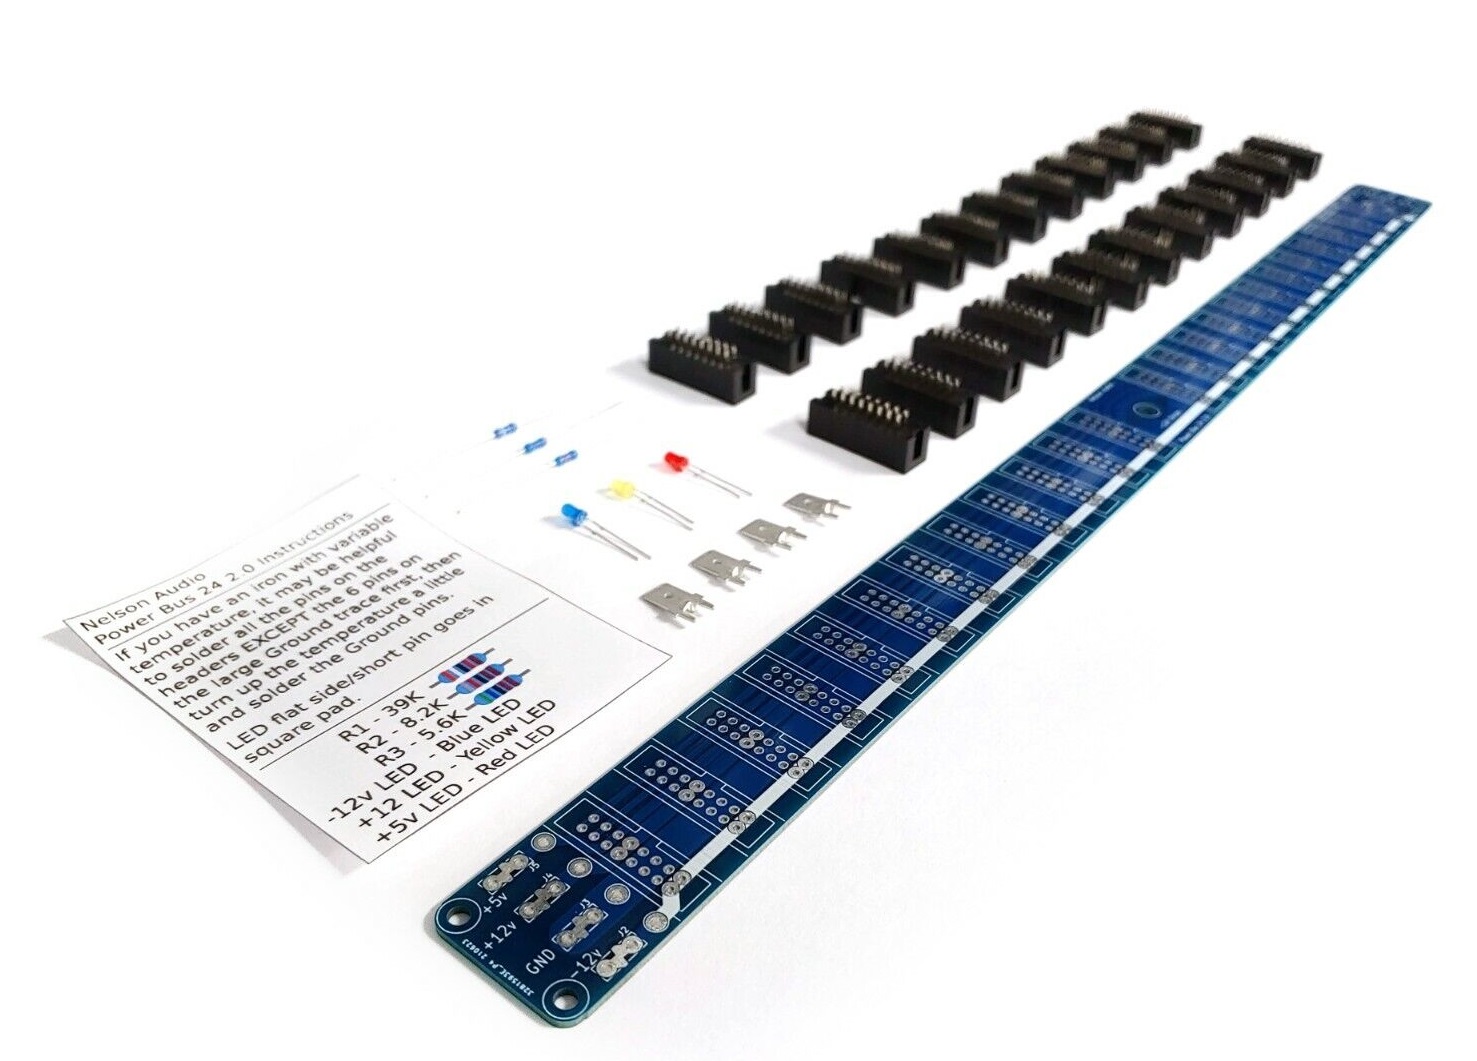 Nelson Audio
Power Bus 24 2.0 Instructions
If you have an iron with variable
temperature, it may be helpful
to solder all the pins on the
headers EXCEPT the 6 pins on
the large Ground trace first, then
turn up the temperature a little
and solder the Ground pins.
LED flat side/short pin goes in
square pad.
R1 - 39K
R2 - 8.2K
R3 - 5.6K
-12v LED - Blue LED
+12 LED - Yellow LED
+5v LED - Red LED
J5
+5v
J4
+12v
J3
GND
J2
-12v